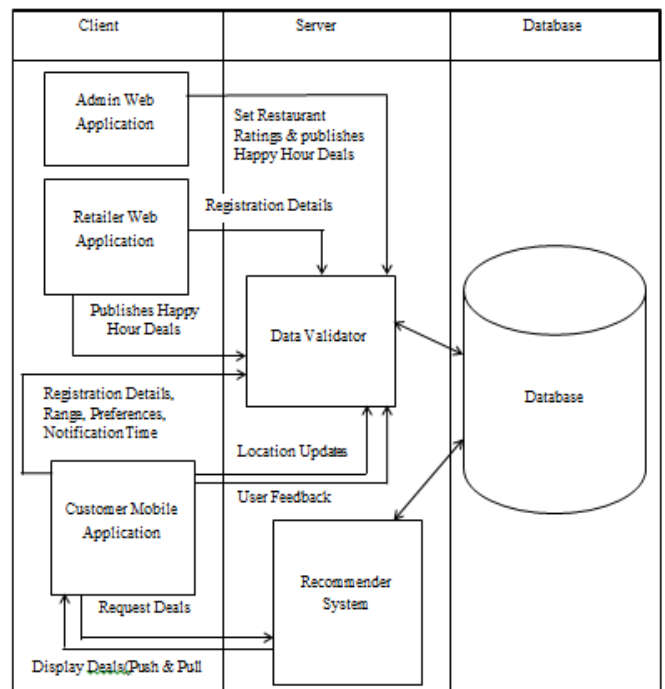 Client
Server
Database
Admin Web
Application
Set Restaurant
Ratings & publishes
Happy Hour Deals
Retailer Web
Application
Registration Details
Publishes Happy
Hour Deals
Data Validator
Database
Registration Details,
Range, Preferences,
Notification Time
Location Updates
User Feedback
Customer Mobile
Application
Recommender
System
Request Deals
Display Deals(Push & Pull